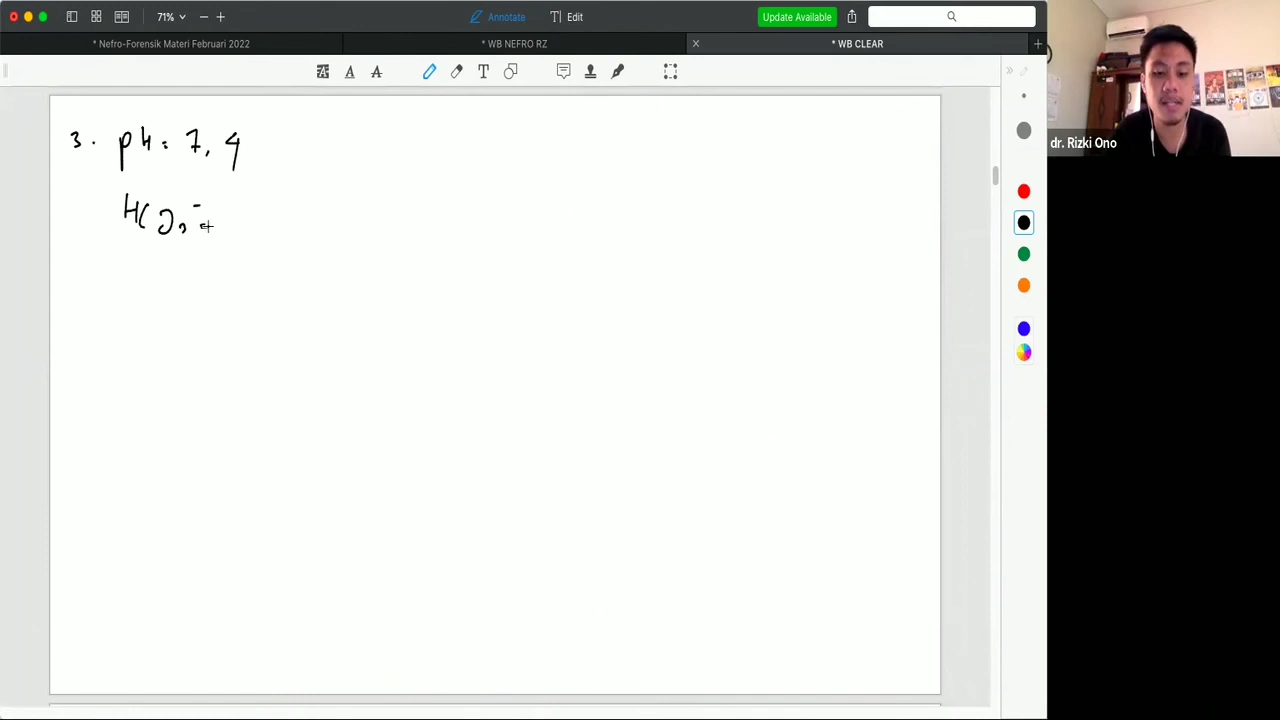 71%
Annotate
Edit
Update Available
* Nefro-Forensik Materi Februari 2022
* WB NEFRO RZ
* WB CLEAR
A
A
A
T
3. pH = 7,4
HCO3⁻ =
dr. Rizki Ono